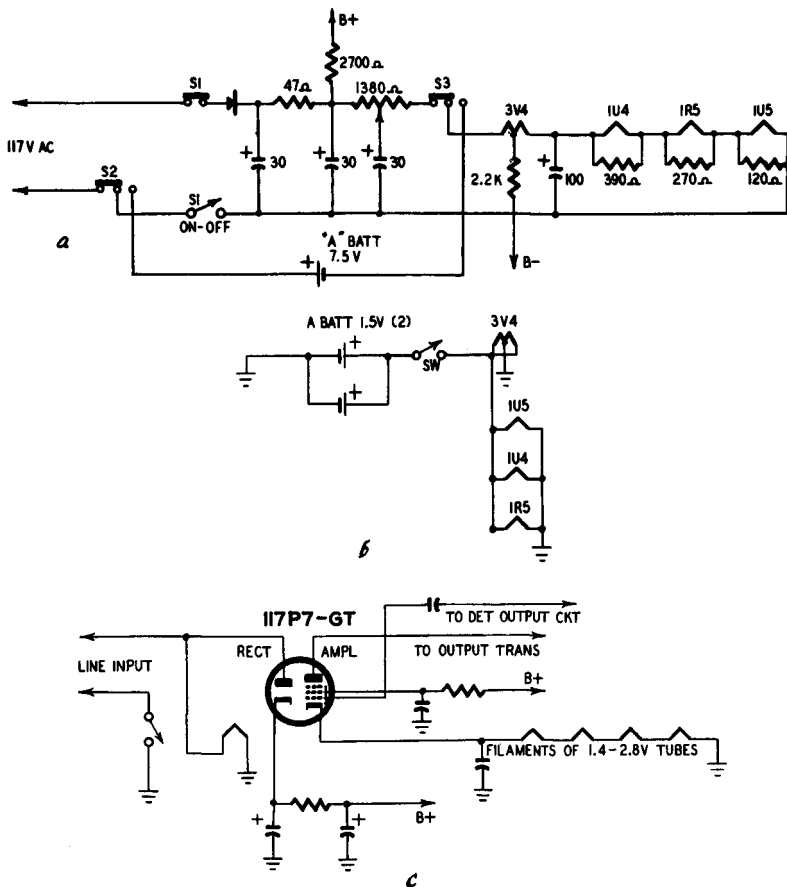 B+
2700Ω
S1
47Ω
1380Ω
S3
3V4
1U4
1R5
1U5
117V AC
+
30
+
30
+
30
2.2K
+
100
390Ω
270Ω
120Ω
S2
S1
ON-OFF
a
"A" BATT
7.5V
+
B-
A BATT 1.5V (2)
+
+
SW
3V4
1U5
1U4
1R5
b
117P7-GT
TO DET OUTPUT CKT
RECT
AMPL
TO OUTPUT TRANS
LINE INPUT
B+
FILAMENTS OF 1.4-2.8V TUBES
+
+
B+
c